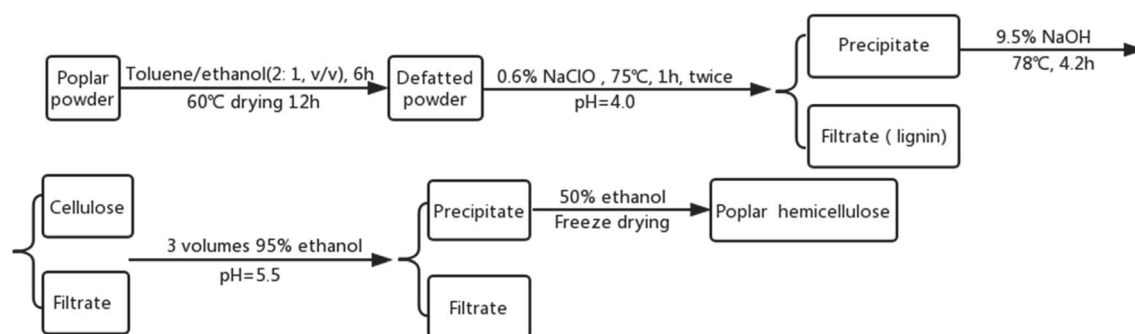 Poplar
powder
Toluene/ethanol(2: 1, v/v), 6h
60℃ drying 12h
Defatted
powder
0.6% NaClO , 75℃, 1h, twice
pH=4.0
Precipitate
Filtrate ( lignin)
9.5% NaOH
78℃, 4.2h
Cellulose
Filtrate
3 volumes 95% ethanol
pH=5.5
Precipitate
Filtrate
50% ethanol
Freeze drying
Poplar hemicellulose